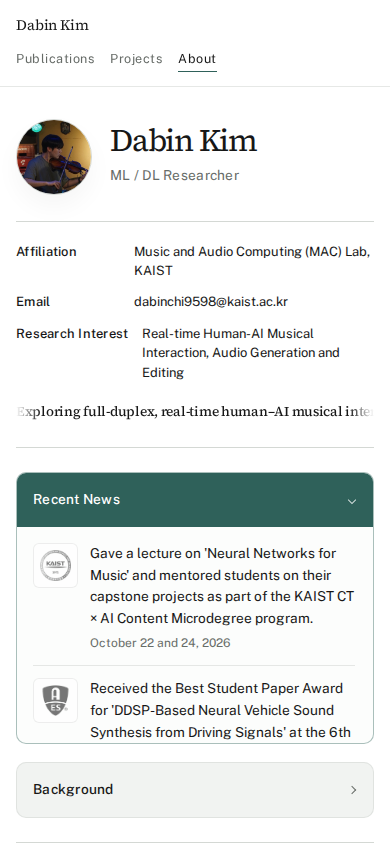 Dabin Kim
Publications Projects About
Dabin Kim
ML / DL Researcher
Affiliation Music and Audio Computing (MAC) Lab,
KAIST
Email dabinchi9598@kaist.ac.kr
Research Interest Real-time Human-AI Musical
Interaction, Audio Generation and
Editing
Exploring full-duplex, real-time human–AI musical inte
Recent News
KAIST
Gave a lecture on 'Neural Networks for
Music' and mentored students on their
capstone projects as part of the KAIST CT
× AI Content Microdegree program.
October 22 and 24, 2026
AES
Received the Best Student Paper Award
for 'DDSP-Based Neural Vehicle Sound
Synthesis from Driving Signals' at the 6th
Background